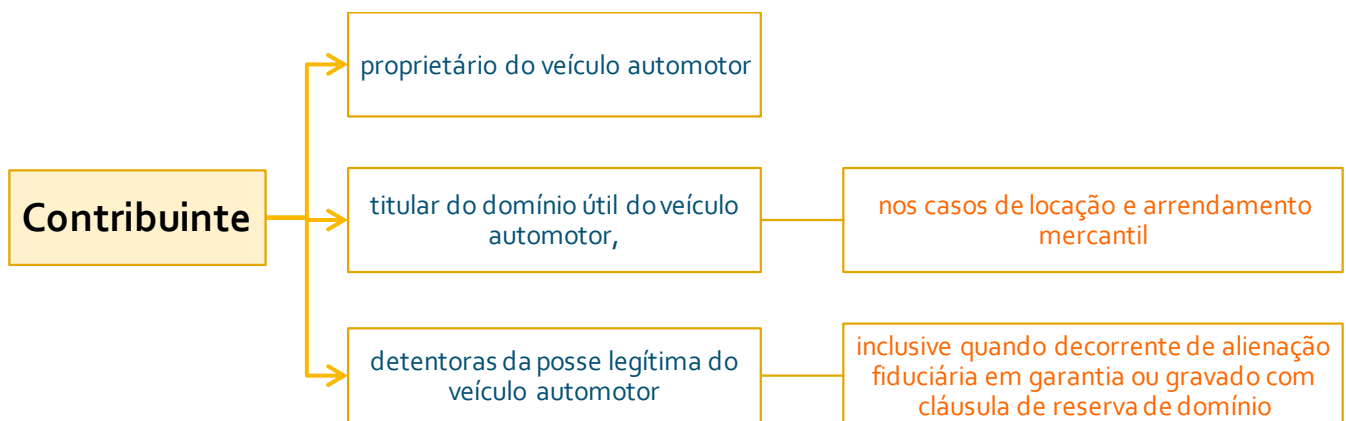 proprietário do veículo automotor
Contribuinte
titular do domínio útil do veículo
automotor,
nos casos de locação e arrendamento
mercantil
detentoras da posse legítima do
veículo automotor
inclusive quando decorrente de alienação
fiduciária em garantia ou gravado com
cláusula de reserva de domínio